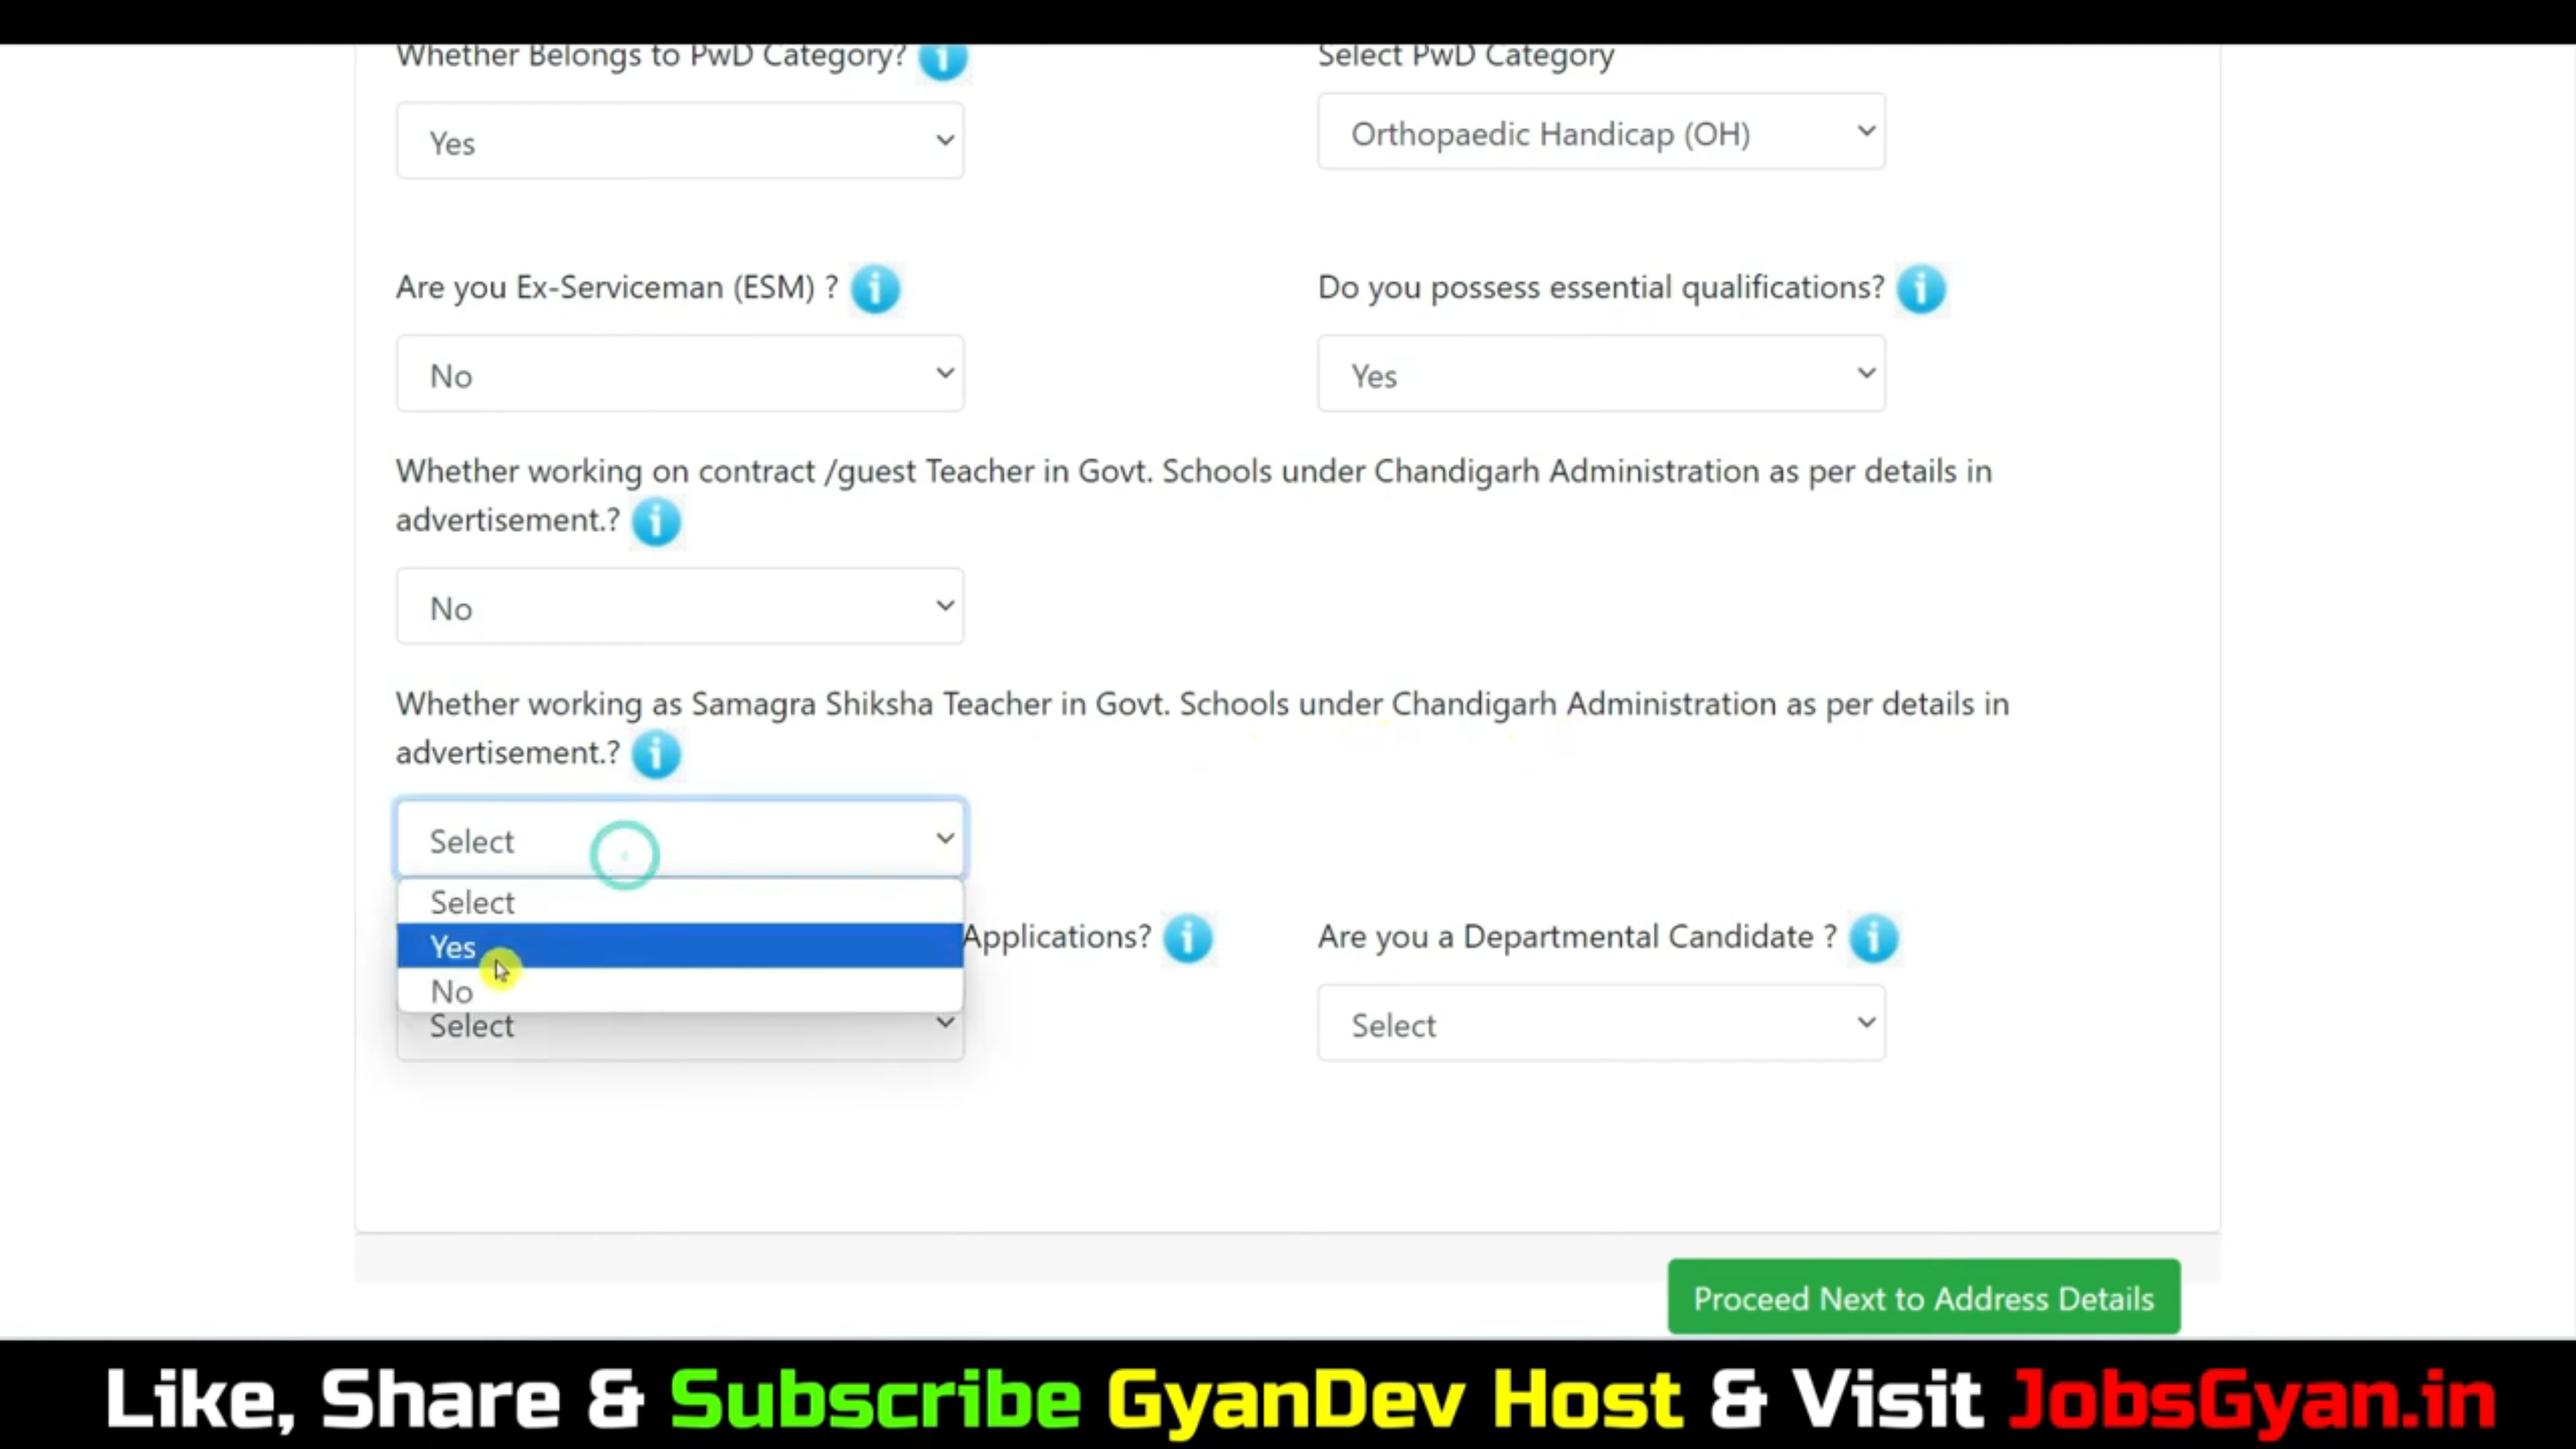 Whether Belongs to PwD Category?
Select PwD Category
Yes
Orthopaedic Handicap (OH)
Are you Ex-Serviceman (ESM) ?
Do you possess essential qualifications?
No
Yes
Whether working on contract /guest Teacher in Govt. Schools under Chandigarh Administration as per details in
advertisement.?
No
Whether working as Samagra Shiksha Teacher in Govt. Schools under Chandigarh Administration as per details in
advertisement.?
Select
Select
Yes
No
Applications?
Are you a Departmental Candidate ?
Select
Select
Proceed Next to Address Details
Like, Share & Subscribe GyanDev Host & Visit JobsGyan.in